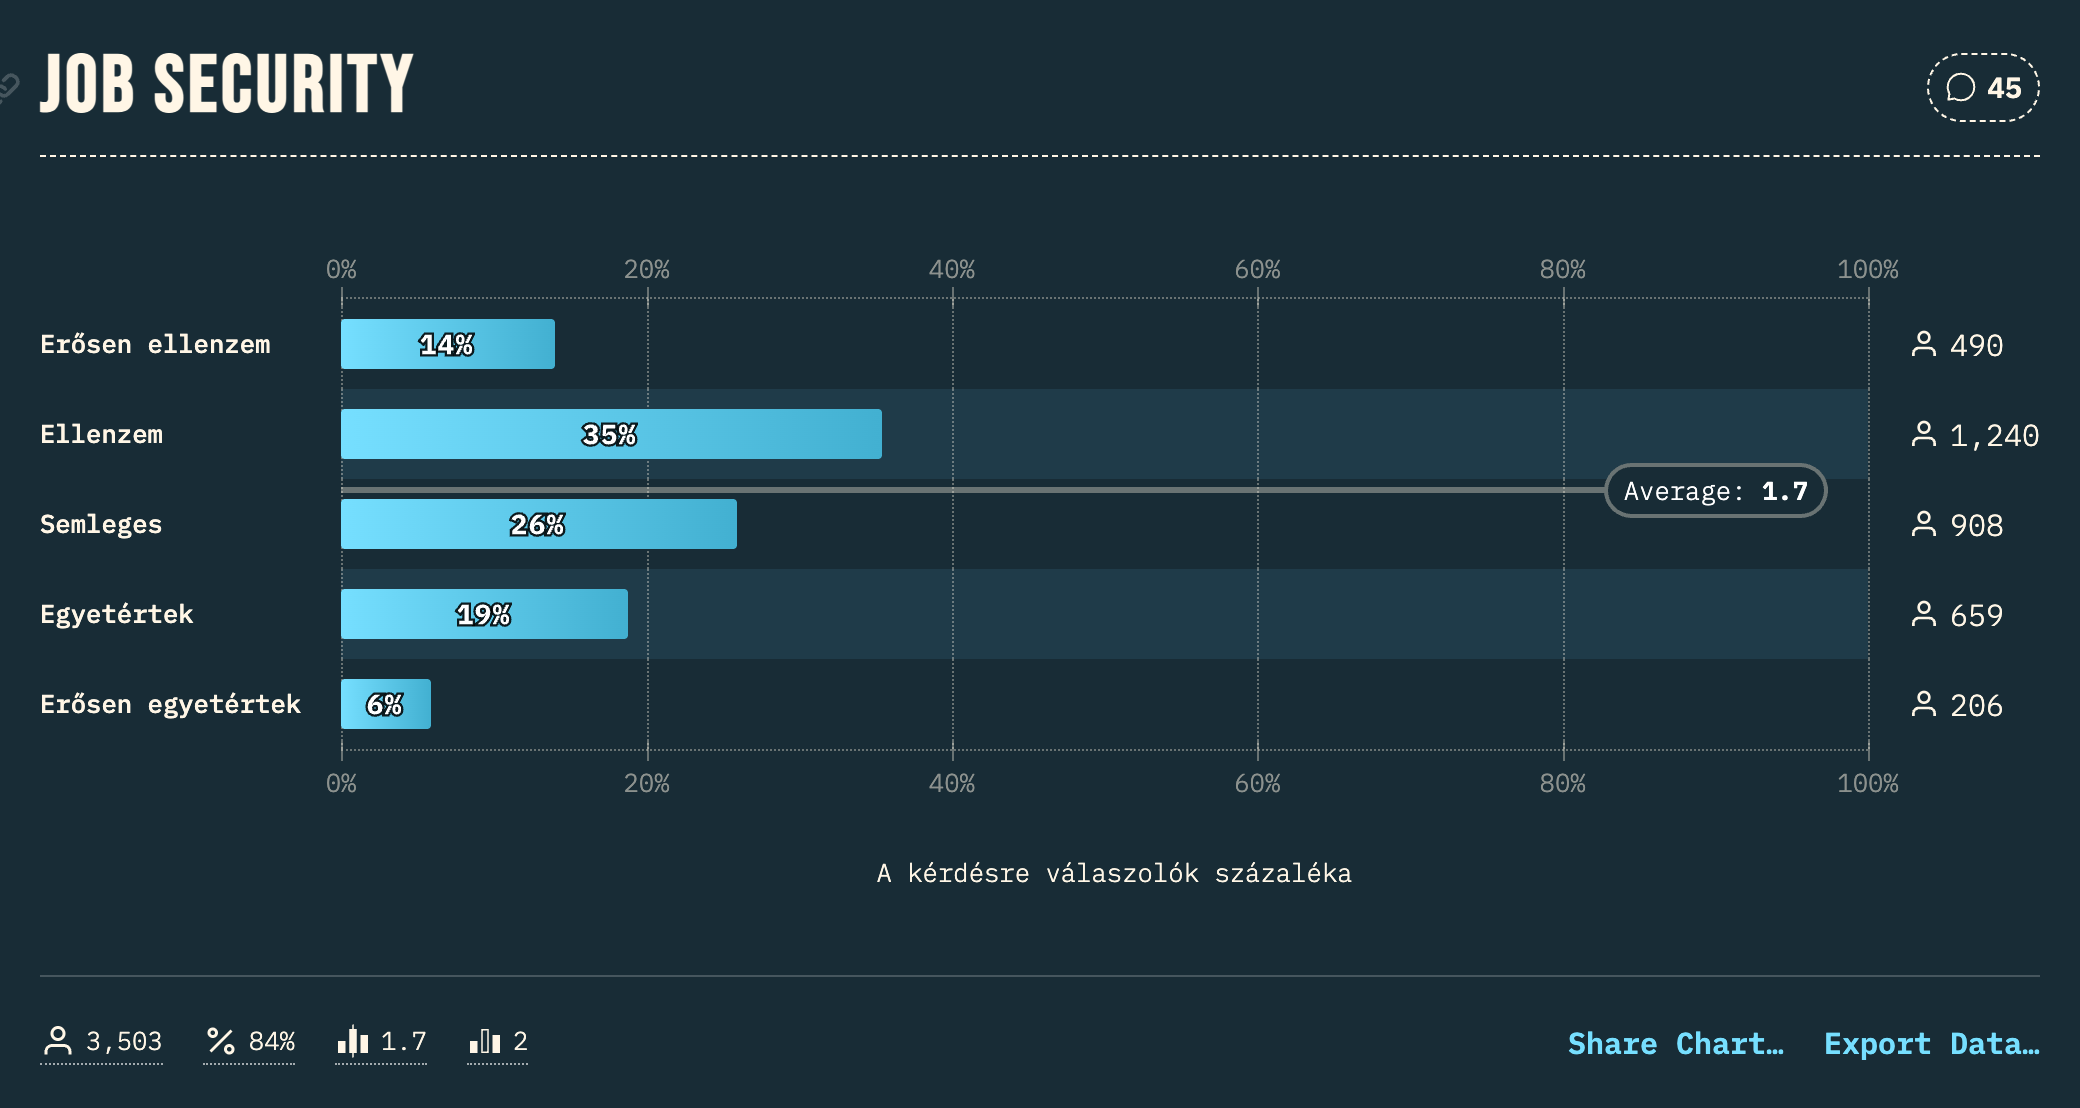 JOB SECURITY
45
0% 20% 40% 60% 80% 100%
Erősen ellenzem 14% 490
Ellenzem 35% 1,240
Average: 1.7
Semleges 26% 908
Egyetértek 19% 659
Erősen egyetértek 6% 206
0% 20% 40% 60% 80% 100%
A kérdésre válaszolók százaléka
3,503 84% 1.7 2 Share Chart… Export Data…